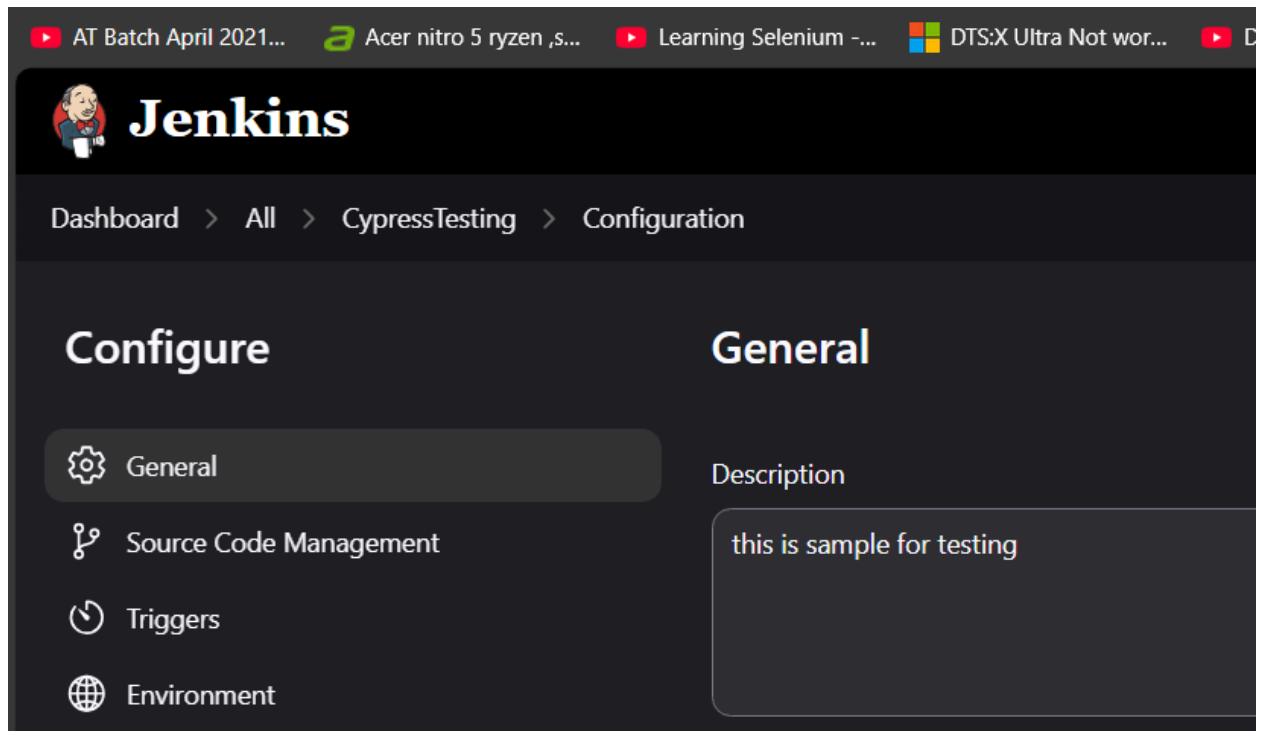 AT Batch April 2021... Acer nitro 5 ryzen ,s... Learning Selenium -... DTS:X Ultra Not wor... D
Jenkins
Dashboard > All > CypressTesting > Configuration
Configure
General
General
Description
Source Code Management
this is sample for testing
Triggers
Environment